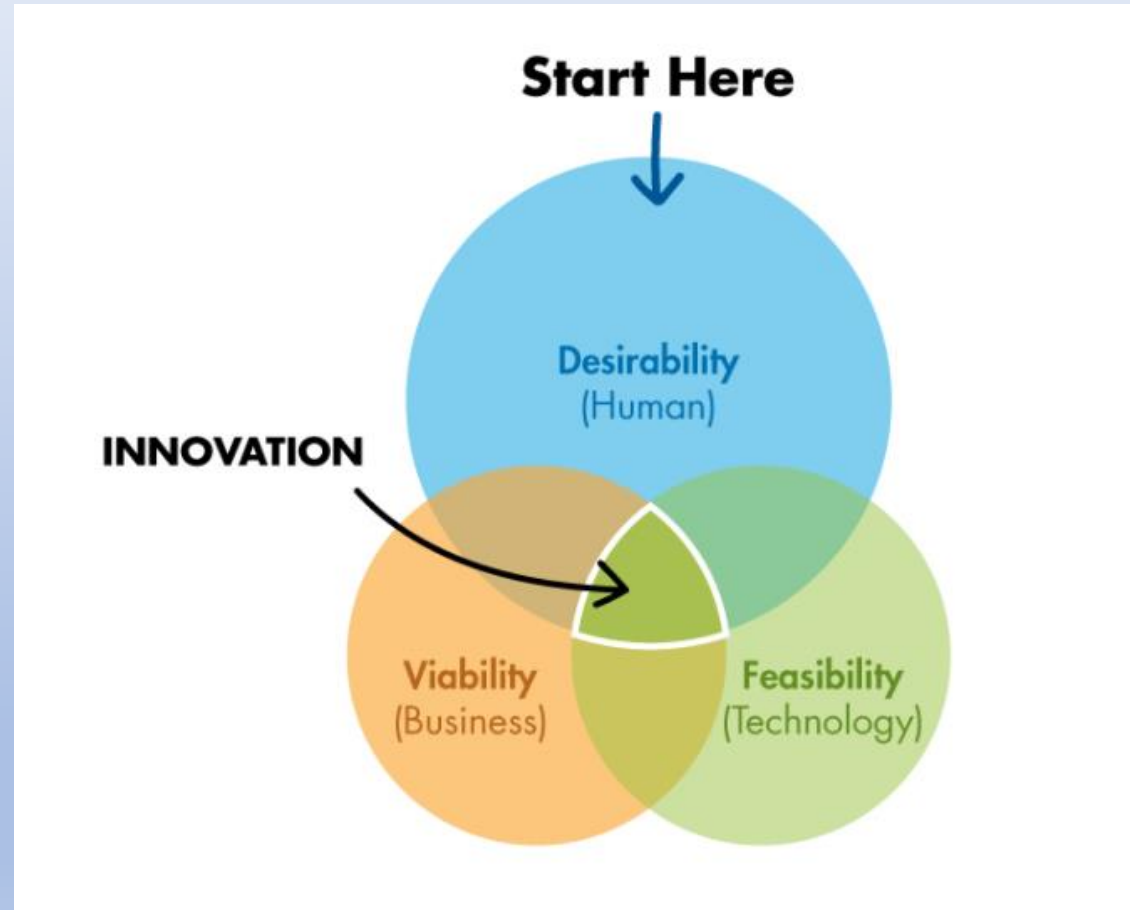 Start Here
Desirability
(Human)
INNOVATION
Viability
(Business)
Feasibility
(Technology)